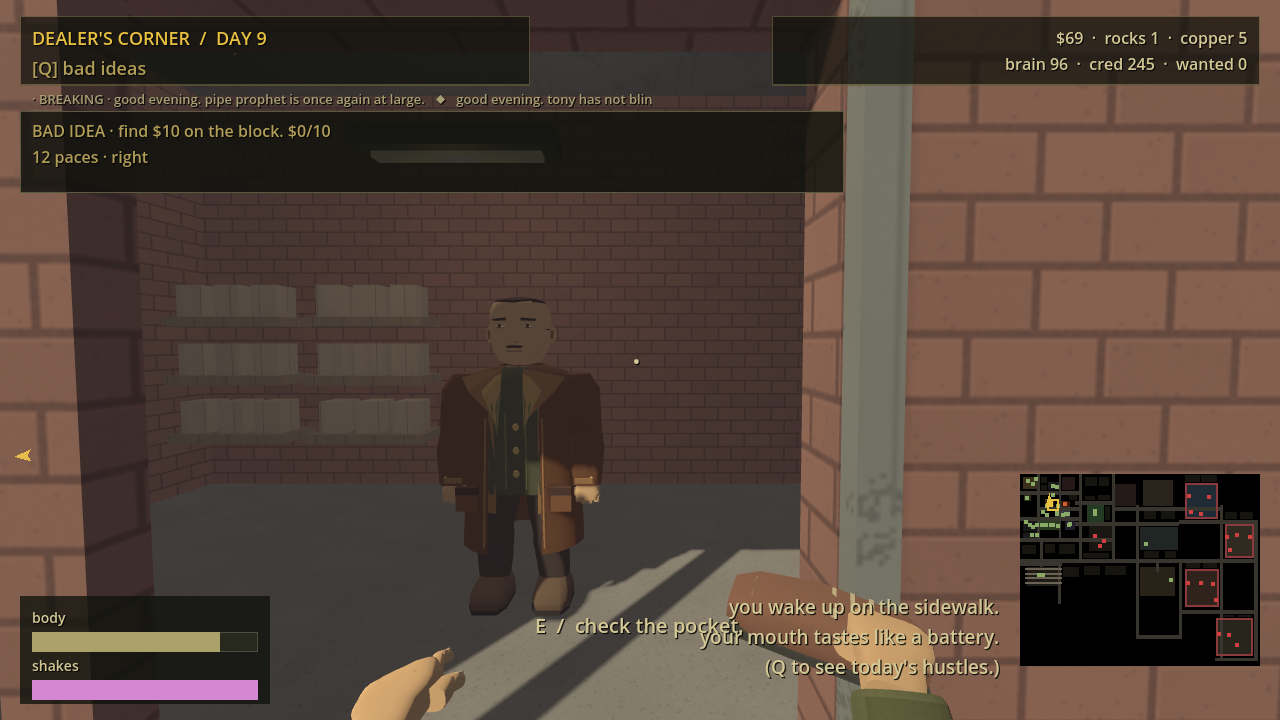 DEALER'S CORNER / DAY 9
[Q] bad ideas
$69 · rocks 1 · copper 5
brain 96 · cred 245 · wanted 0
· BREAKING · good evening. pipe prophet is once again at large. ◆ good evening. tony has not blin
BAD IDEA · find $10 on the block. $0/10
12 paces · right
you wake up on the sidewalk.
E / check the pocket.
your mouth tastes like a battery.
(Q to see today's hustles.)
body
shakes